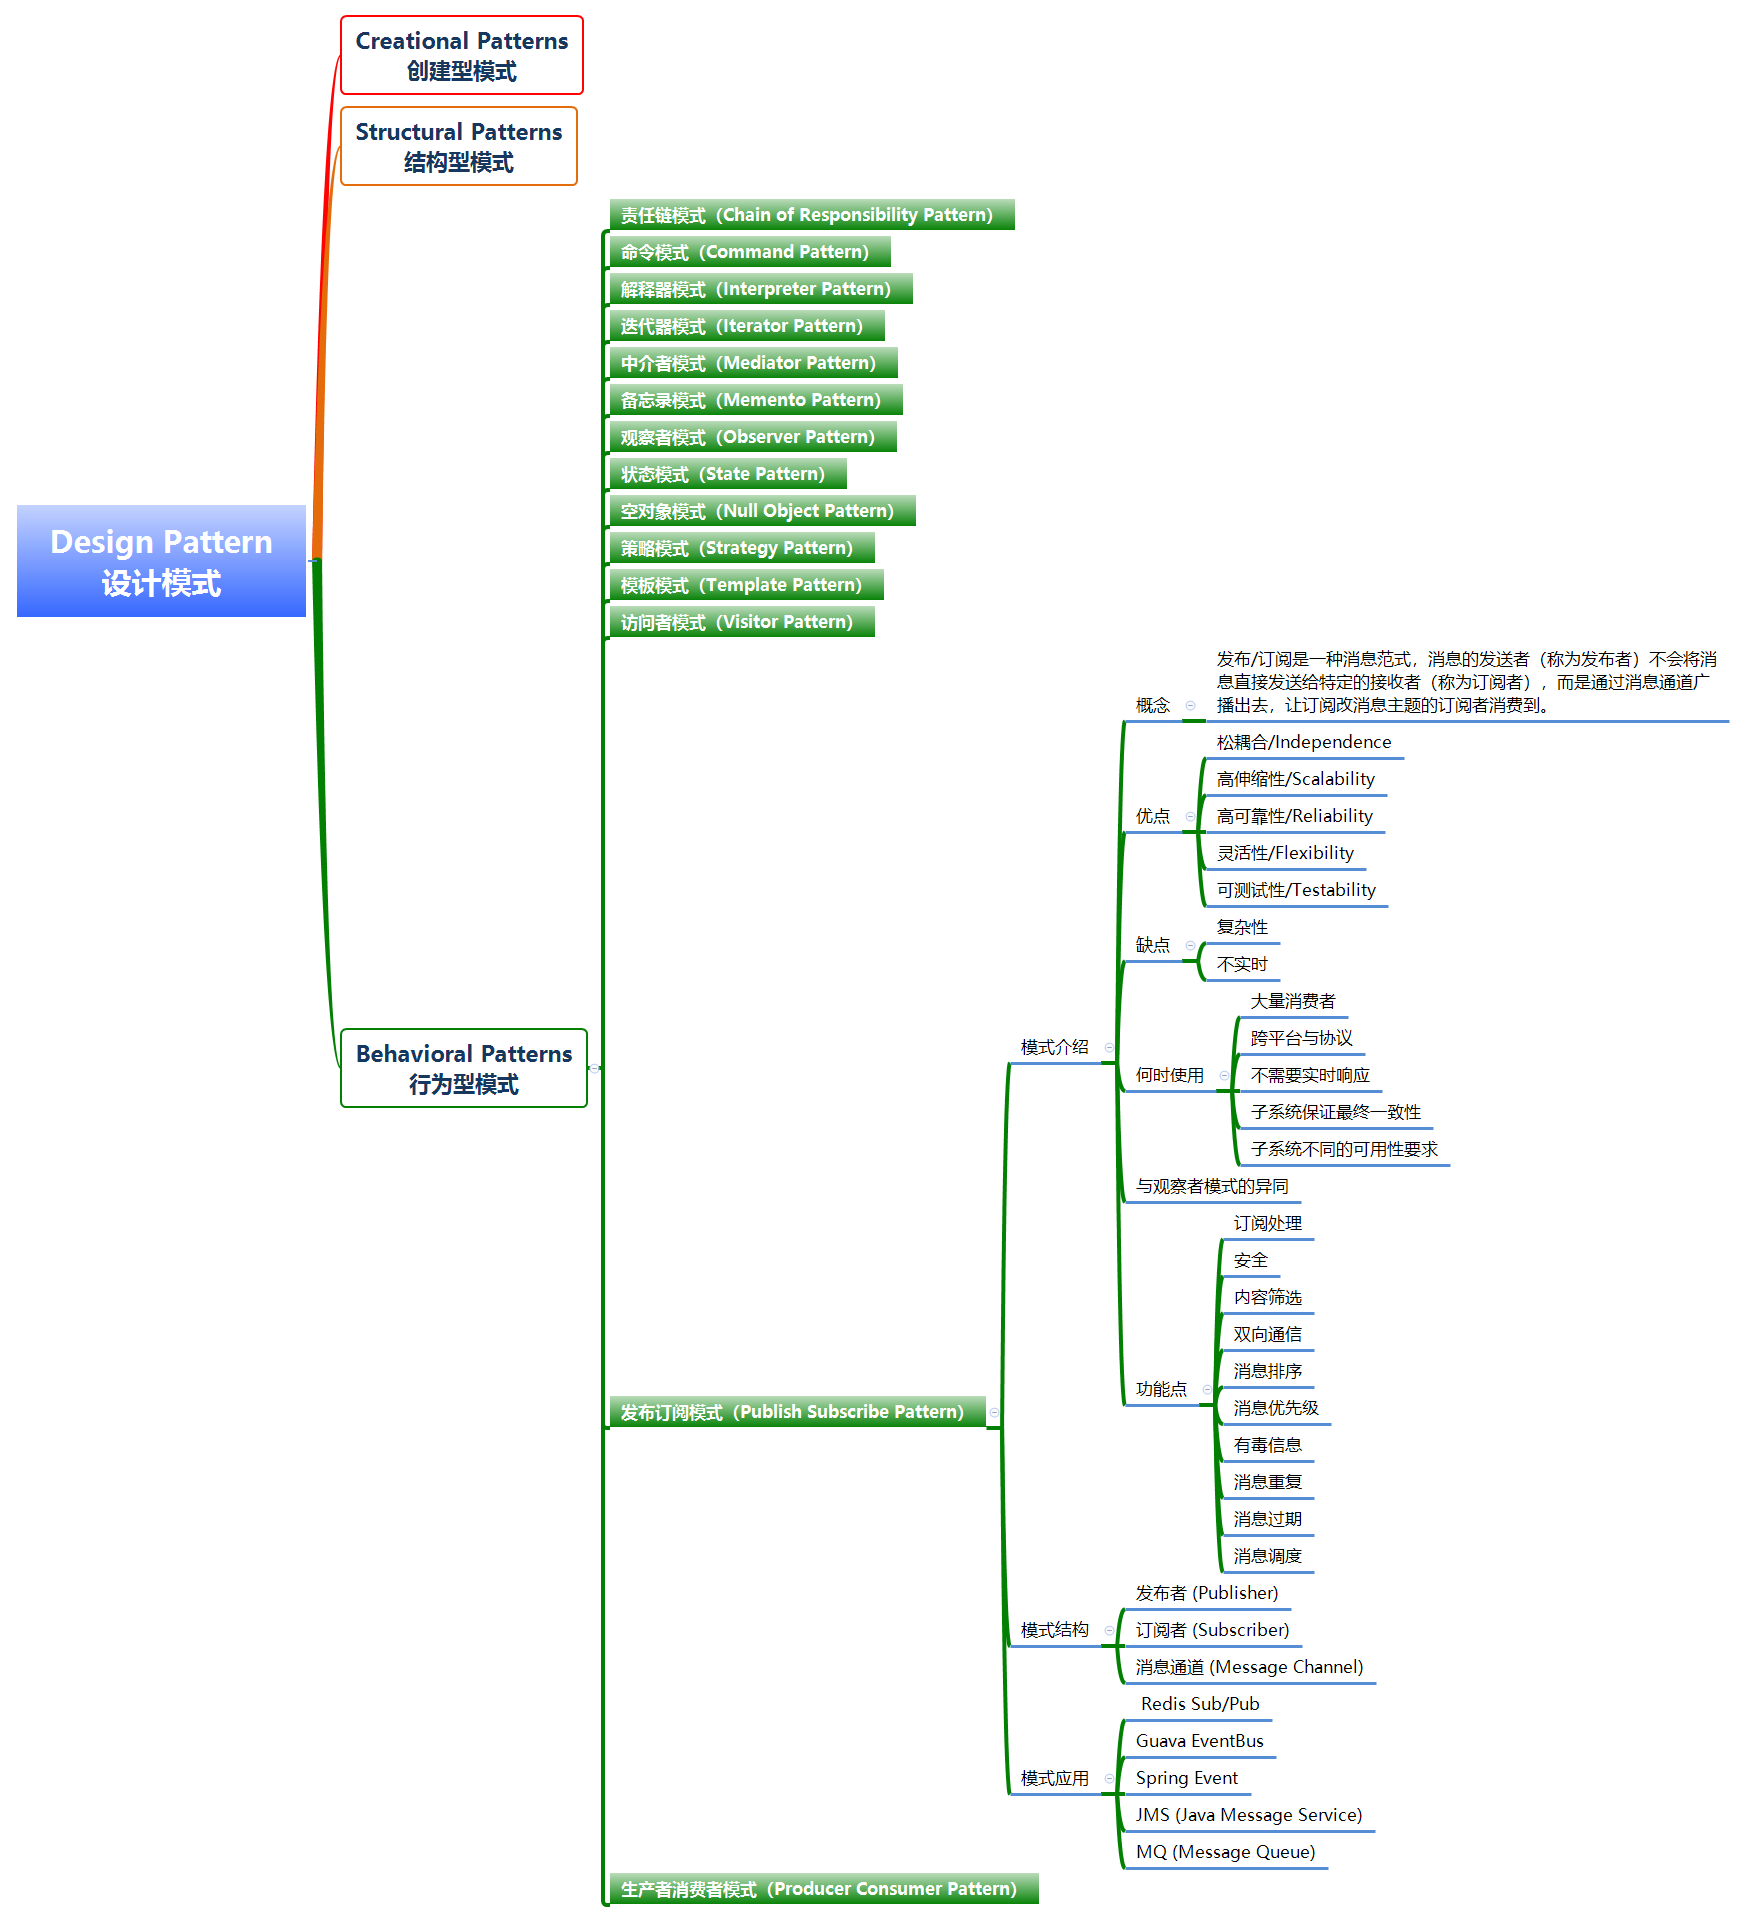 Creational Patterns
创建型模式
Structural Patterns
结构型模式
Design Pattern
设计模式
Behavioral Patterns
行为型模式
责任链模式（Chain of Responsibility Pattern）
命令模式（Command Pattern）
解释器模式（Interpreter Pattern）
迭代器模式（Iterator Pattern）
中介者模式（Mediator Pattern）
备忘录模式（Memento Pattern）
观察者模式（Observer Pattern）
状态模式（State Pattern）
空对象模式（Null Object Pattern）
策略模式（Strategy Pattern）
模板模式（Template Pattern）
访问者模式（Visitor Pattern）
发布订阅模式（Publish Subscribe Pattern）
模式介绍
概念
发布/订阅是一种消息范式，消息的发送者（称为发布者）不会将消
息直接发送给特定的接收者（称为订阅者），而是通过消息通道广
播出去，让订阅改消息主题的订阅者消费到。
优点
松耦合/Independence
高伸缩性/Scalability
高可靠性/Reliability
灵活性/Flexibility
可测试性/Testability
缺点
复杂性
不实时
何时使用
大量消费者
跨平台与协议
不需要实时响应
子系统保证最终一致性
子系统不同的可用性要求
与观察者模式的异同
功能点
订阅处理
安全
内容筛选
双向通信
消息排序
消息优先级
有毒信息
消息重复
消息过期
消息调度
模式结构
发布者 (Publisher)
订阅者 (Subscriber)
消息通道 (Message Channel)
模式应用
Redis Sub/Pub
Guava EventBus
Spring Event
JMS (Java Message Service)
MQ (Message Queue)
生产者消费者模式（Producer Consumer Pattern）